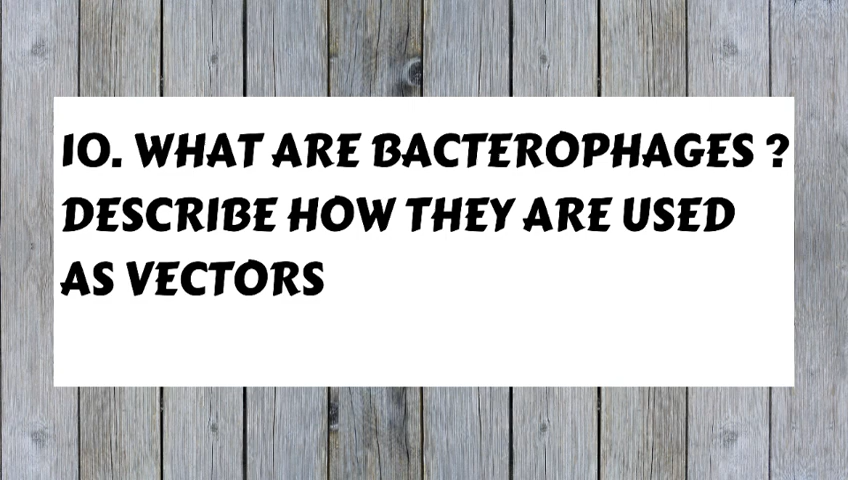 10. WHAT ARE BACTEROPHAGES ?
DESCRIBE HOW THEY ARE USED
AS VECTORS